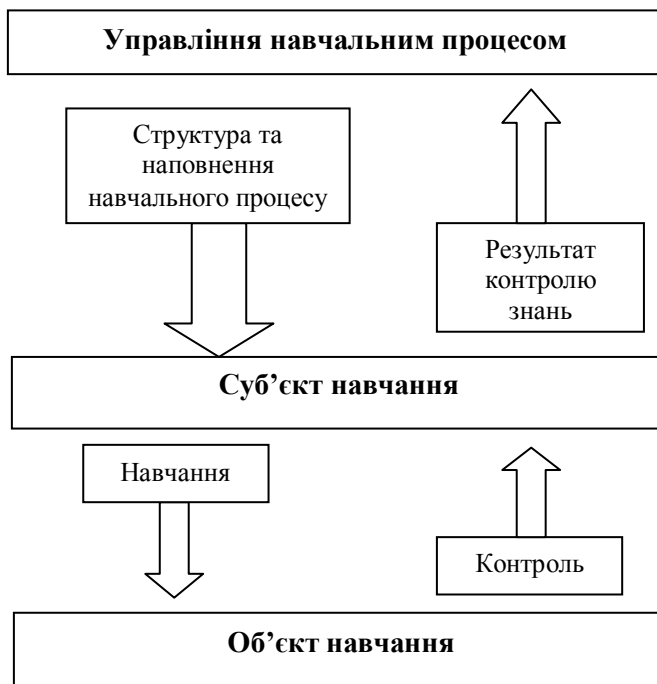 Управління навчальним процесом
Структура та
наповнення
навчального процесу
Результат
контролю
знань
Суб’єкт навчання
Навчання
Контроль
Об’єкт навчання